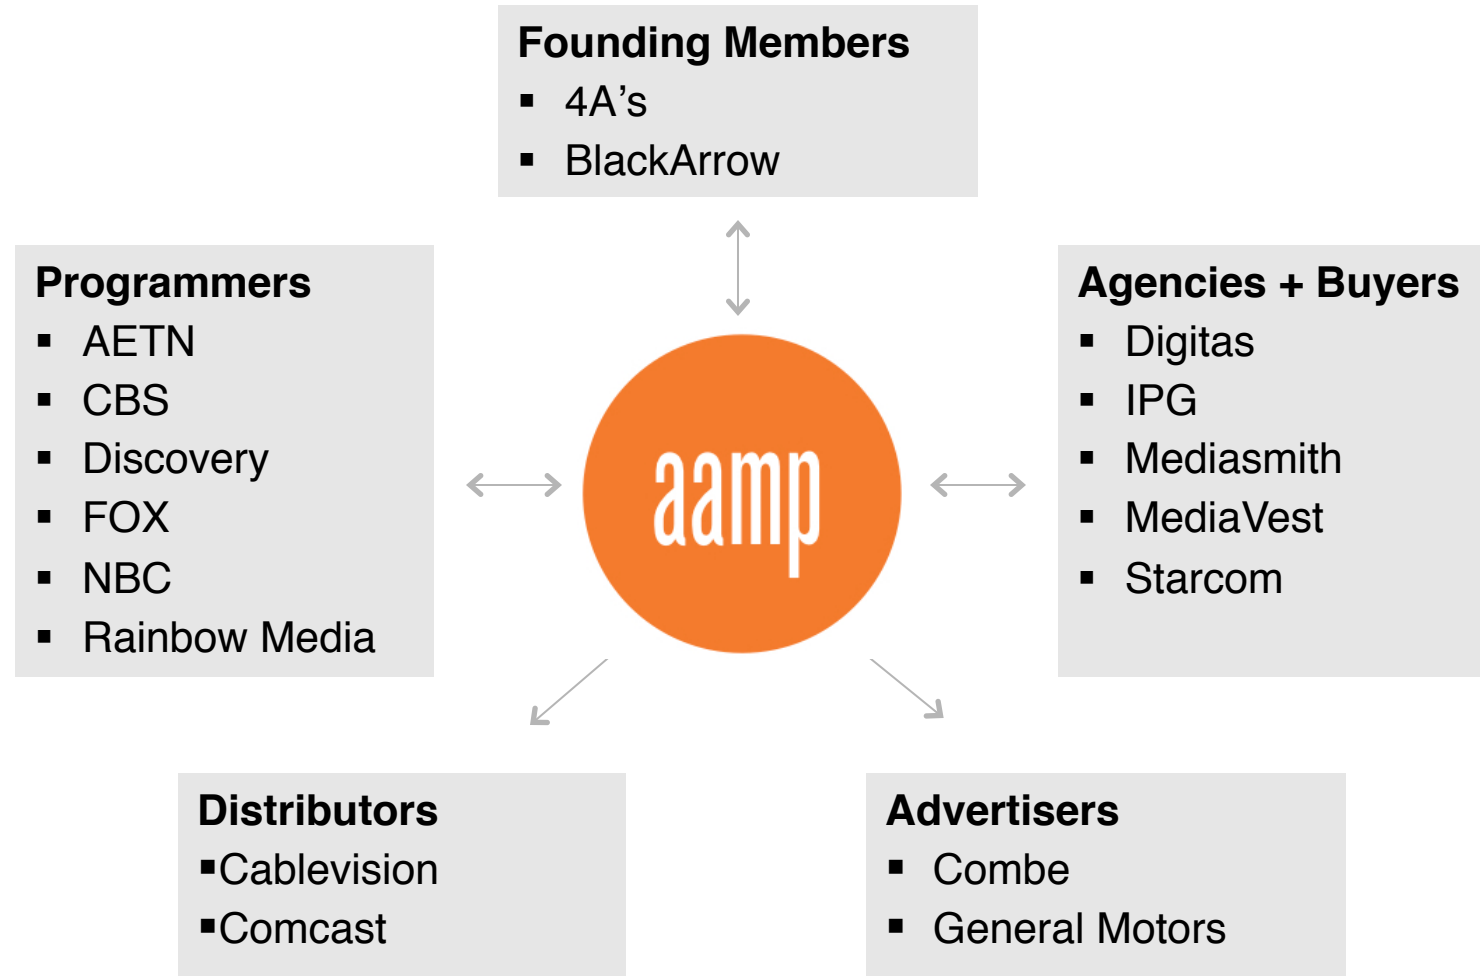 Founding Members
▪ 4A’s
▪ BlackArrow
Programmers
▪ AETN
▪ CBS
▪ Discovery
▪ FOX
▪ NBC
▪ Rainbow Media
aamp
Agencies + Buyers
▪ Digitas
▪ IPG
▪ Mediasmith
▪ MediaVest
▪ Starcom
Distributors
▪Cablevision
▪Comcast
Advertisers
▪ Combe
▪ General Motors